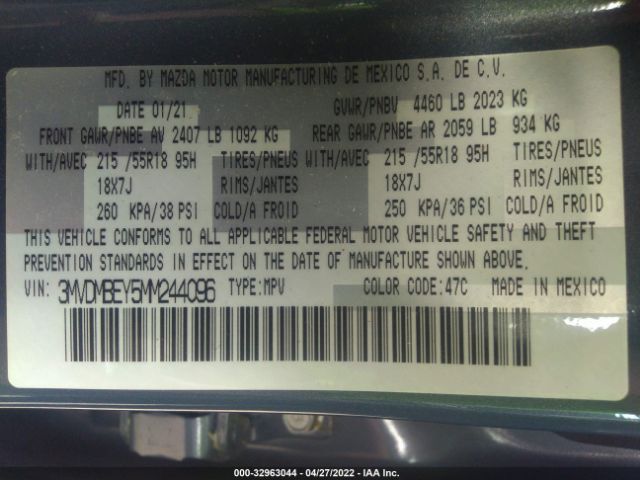 MFD. BY MAZDA MOTOR MANUFACTURING DE MEXICO S.A. DE C.V.
DATE 01/21 GVWR/PNBV 4460 LB 2023 KG
FRONT GAWR/PNBE AV 2407 LB 1092 KG REAR GAWR/PNBE AR 2059 LB 934 KG
WITH/AVEC 215 /55R18 95H TIRES/PNEUS WITH/AVEC 215 /55R18 95H TIRES/PNEUS
18X7J RIMS/JANTES 18X7J RIMS/JANTES
260 KPA/38 PSI COLD/A FROID 250 KPA/36 PSI COLD/A FROID
THIS VEHICLE CONFORMS TO ALL APPLICABLE FEDERAL MOTOR VEHICLE SAFETY AND THEFT
PREVENTION STANDARDS IN EFFECT ON THE DATE OF MANUFACTURE SHOWN ABOVE.
VIN: 3MVDMBEY5MM244096 TYPE:MPV COLOR CODE:47C MADE IN MEXICO
000-32963044 - 04/27/2022 - IAA Inc.